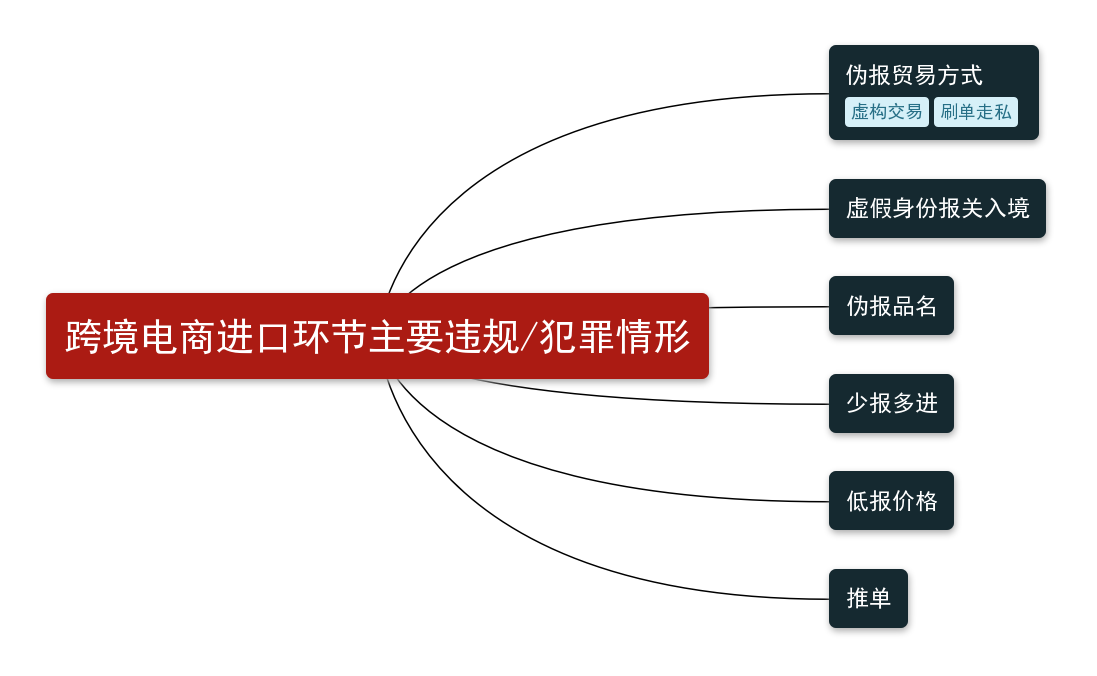 伪报贸易方式
虚构交易 刷单走私
虚假身份报关入境
伪报品名
跨境电商进口环节主要违规/犯罪情形
少报多进
低报价格
推单